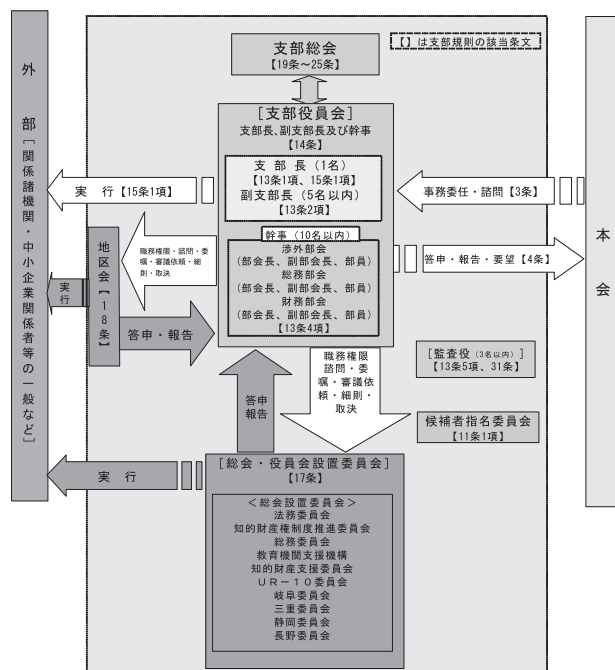 【】は支部規則の該当条文
支部総会
【19条～25条】
外部［関係諸機関・中小企業関係者等の一般など］
本会
［支部役員会］
支部長、副支部長及び幹事
【14条】
支部長（1名）
【13条1項、15条1項】
副支部長（5名以内）
【13条2項】
実行【15条1項】
事務委任・諮問【3条】
幹事（10名以内）
渉外部会
（部会長、副部会長、部員）
総務部会
（部会長、副部会長、部員）
財務部会
（部会長、副部会長、部員）
【13条4項】
職務権限・諮問・委
嘱・審議依頼・細
則・取決
答申・報告・要望【4条】
地区会【18条】
実行
答申・報告
［監査役（3名以内）］
【13条5項、31条】
職務権限
諮問・委
嘱・審議依
頼・細則・
取決
答申
報告
候補者指名委員会
【11条1項】
［総会・役員会設置委員会］
【17条】
実行
＜総会設置委員会＞
法務委員会
知的財産権制度推進委員会
総務委員会
教育機関支援機構
知的財産支援委員会
UR－10委員会
岐阜委員会
三重委員会
静岡委員会
長野委員会